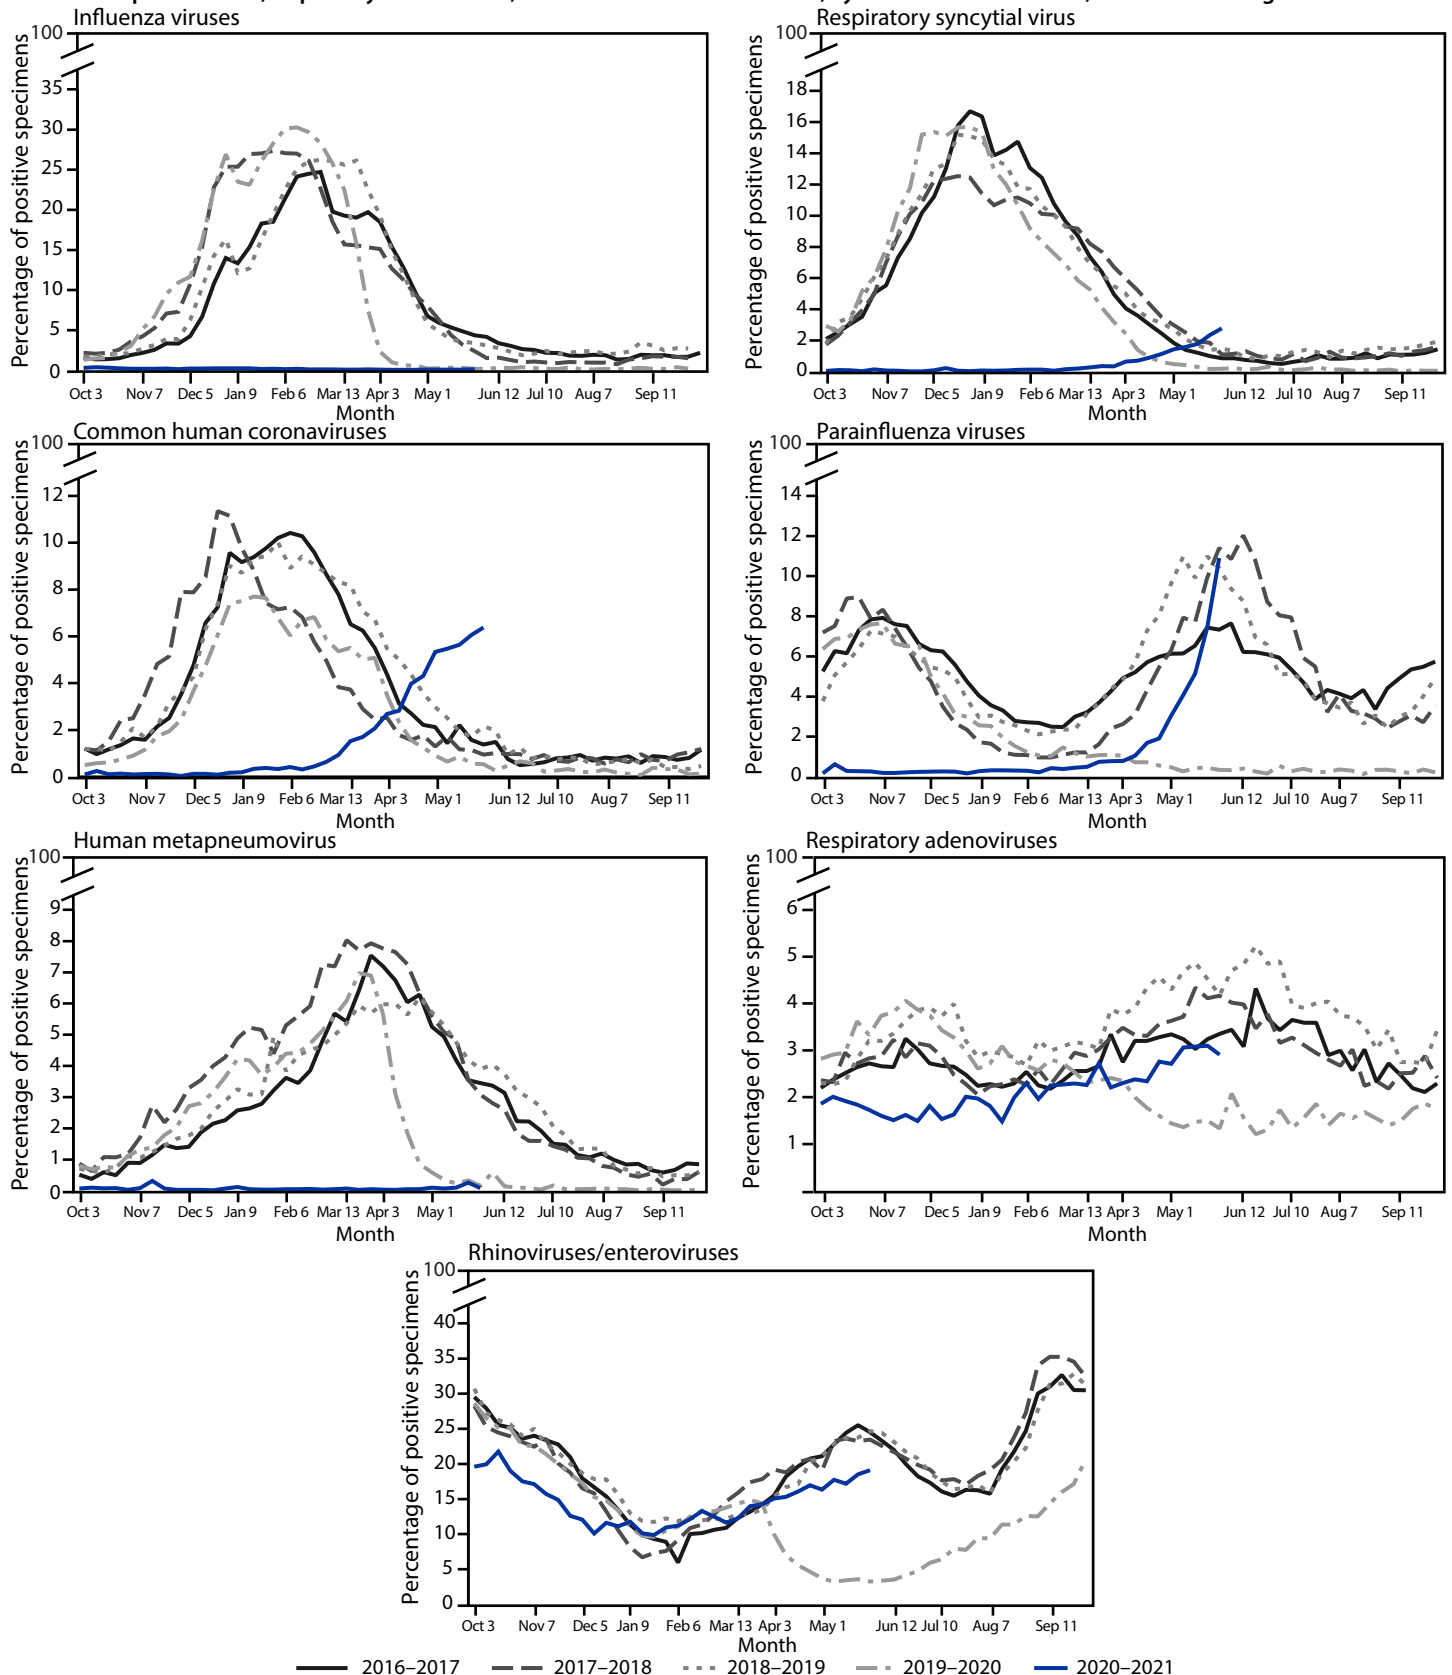 Influenza viruses
Percentage of positive specimens
100
35
30
25
20
15
10
5
0
Oct 3 Nov 7 Dec 5 Jan 9 Feb 6 Mar 13 Apr 3 May 1 Jun 12 Jul 10 Aug 7 Sep 11
Month
Respiratory syncytial virus
Percentage of positive specimens
100
18
16
14
12
10
8
6
4
2
0
Oct 3 Nov 7 Dec 5 Jan 9 Feb 6 Mar 13 Apr 3 May 1 Jun 12 Jul 10 Aug 7 Sep 11
Month
Common human coronaviruses
Percentage of positive specimens
100
12
10
8
6
4
2
0
Oct 3 Nov 7 Dec 5 Jan 9 Feb 6 Mar 13 Apr 3 May 1 Jun 12 Jul 10 Aug 7 Sep 11
Month
Parainfluenza viruses
Percentage of positive specimens
100
14
12
10
8
6
4
2
0
Oct 3 Nov 7 Dec 5 Jan 9 Feb 6 Mar 13 Apr 3 May 1 Jun 12 Jul 10 Aug 7 Sep 11
Month
Human metapneumovirus
Percentage of positive specimens
100
9
8
7
6
5
4
3
2
1
0
Oct 3 Nov 7 Dec 5 Jan 9 Feb 6 Mar 13 Apr 3 May 1 Jun 12 Jul 10 Aug 7 Sep 11
Month
Respiratory adenoviruses
Percentage of positive specimens
100
6
5
4
3
2
1
Oct 3 Nov 7 Dec 5 Jan 9 Feb 6 Mar 13 Apr 3 May 1 Jun 12 Jul 10 Aug 7 Sep 11
Month
Rhinoviruses/enteroviruses
Percentage of positive specimens
100
40
35
30
25
20
15
10
5
0
Oct 3 Nov 7 Dec 5 Jan 9 Feb 6 Mar 13 Apr 3 May 1 Jun 12 Jul 10 Aug 7 Sep 11
Month
2016–2017 2017–2018 2018–2019 2019–2020 2020–2021